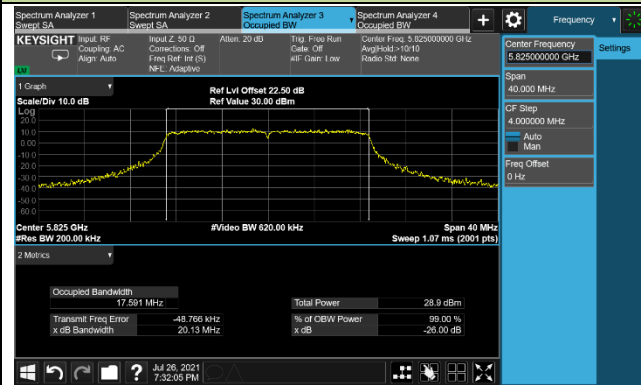 Spectrum Analyzer 1
Swept SA
Spectrum Analyzer 2
Swept SA
Spectrum Analyzer 3
Occupied BW
Spectrum Analyzer 4
Occupied BW
+
Frequency
KEYSIGHT
Input: RF
Coupling: AC
Align: Auto
Input Z: 50 Ω
Corrections: Off
Freq Ref: Int (S)
NFE: Adaptive
Atten: 20 dB
Trig: Free Run
Gate: Off
#IF Gain: Low
Center Freq: 5.825000000 GHz
Avg|Hold:>10/10
Radio Std: None
LXI
1 Graph
Scale/Div 10.0 dB
Ref Lvl Offset 22.50 dB
Ref Value 30.00 dBm
Log
20.0
10.0
0.00
-10.0
-20.0
-30.0
-40.0
-50.0
-60.0
Center 5.825 GHz
#Res BW 200.00 kHz
#Video BW 620.00 kHz
Span 40 MHz
Sweep 1.07 ms (2001 pts)
2 Metrics
Occupied Bandwidth
17.591 MHz
Total Power
28.9 dBm
Transmit Freq Error
-48.766 kHz
% of OBW Power
99.00 %
x dB Bandwidth
20.13 MHz
x dB
-26.00 dB
Center Frequency
5.825000000 GHz
Settings
Span
40.000 MHz
CF Step
4.000000 MHz
Auto
Man
Freq Offset
0 Hz
?
Jul 26, 2021
7:32:05 PM